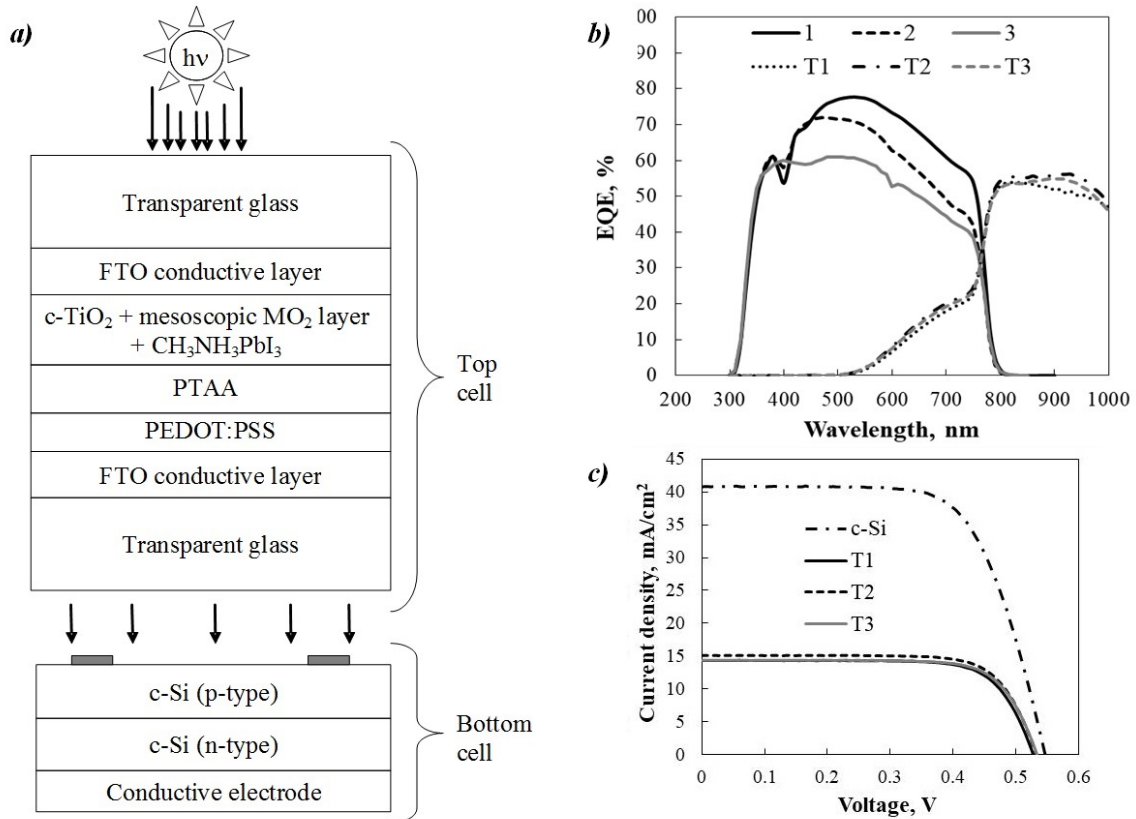 a)
hν
Transparent glass
FTO conductive layer
c-TiO₂ + mesoscopic MO₂ layer
+ CH₃NH₃PbI₃
PTAA
PEDOT:PSS
FTO conductive layer
Transparent glass
Top
cell
c-Si (p-type)
c-Si (n-type)
Conductive electrode
Bottom
cell
b)
1 2 3
T1 T2 T3
EQE, %
00
90
80
70
60
50
40
30
20
10
0
200 300 400 500 600 700 800 900 1000
Wavelength, nm
c)
Current density, mA/cm²
45
40
35
30
25
20
15
10
5
0
c-Si
T1
T2
T3
0 0.1 0.2 0.3 0.4 0.5 0.6
Voltage, V